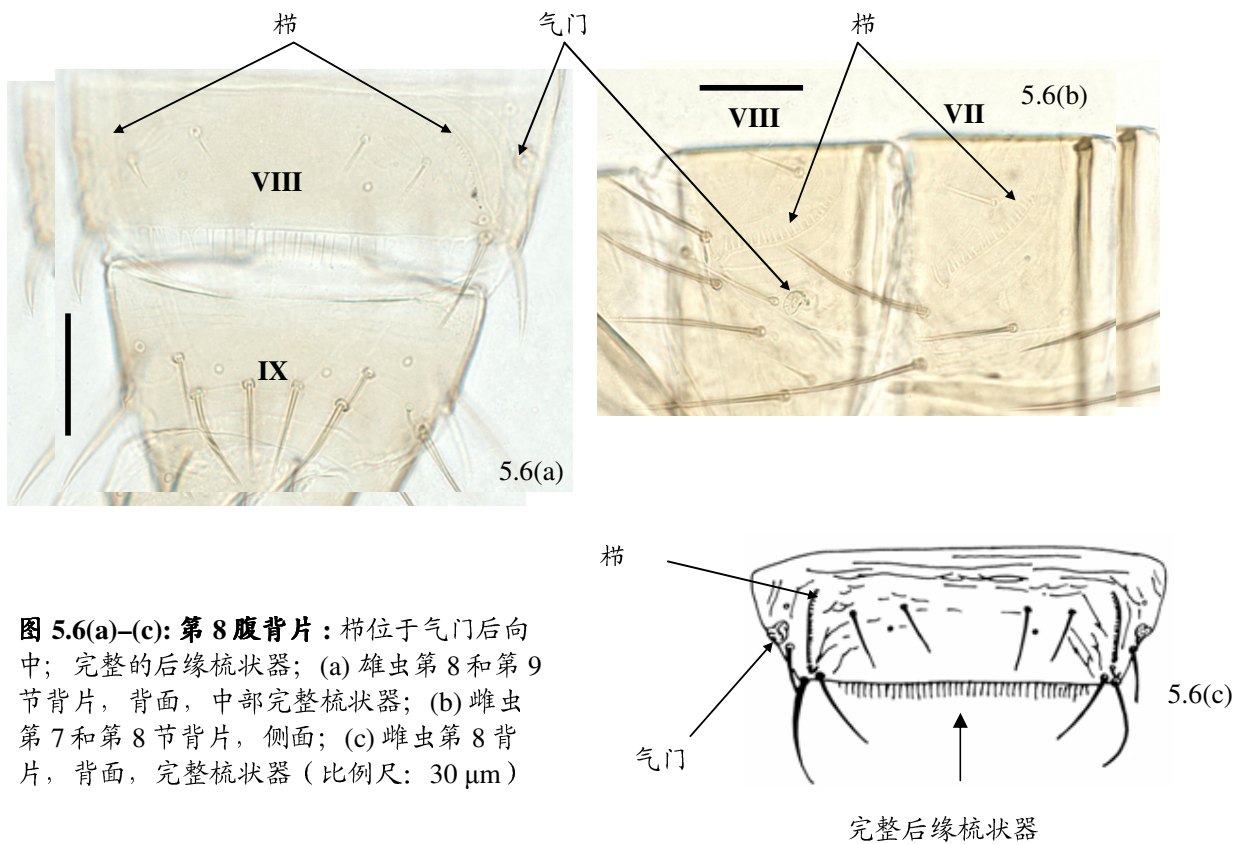 栉
气门
栉
5.6(b)
VIII
VII
VIII
IX
5.6(a)
栉
图 5.6(a)–(c): 第 8 腹背片 : 栉位于气门后向
中; 完整的后缘梳状器; (a) 雄虫第 8 和第 9
节背片, 背面, 中部完整梳状器; (b) 雌虫
第 7 和第 8 节背片, 侧面; (c) 雌虫第 8 背
片, 背面, 完整梳状器 ( 比例尺: 30 μm )
5.6(c)
气门
完整后缘梳状器